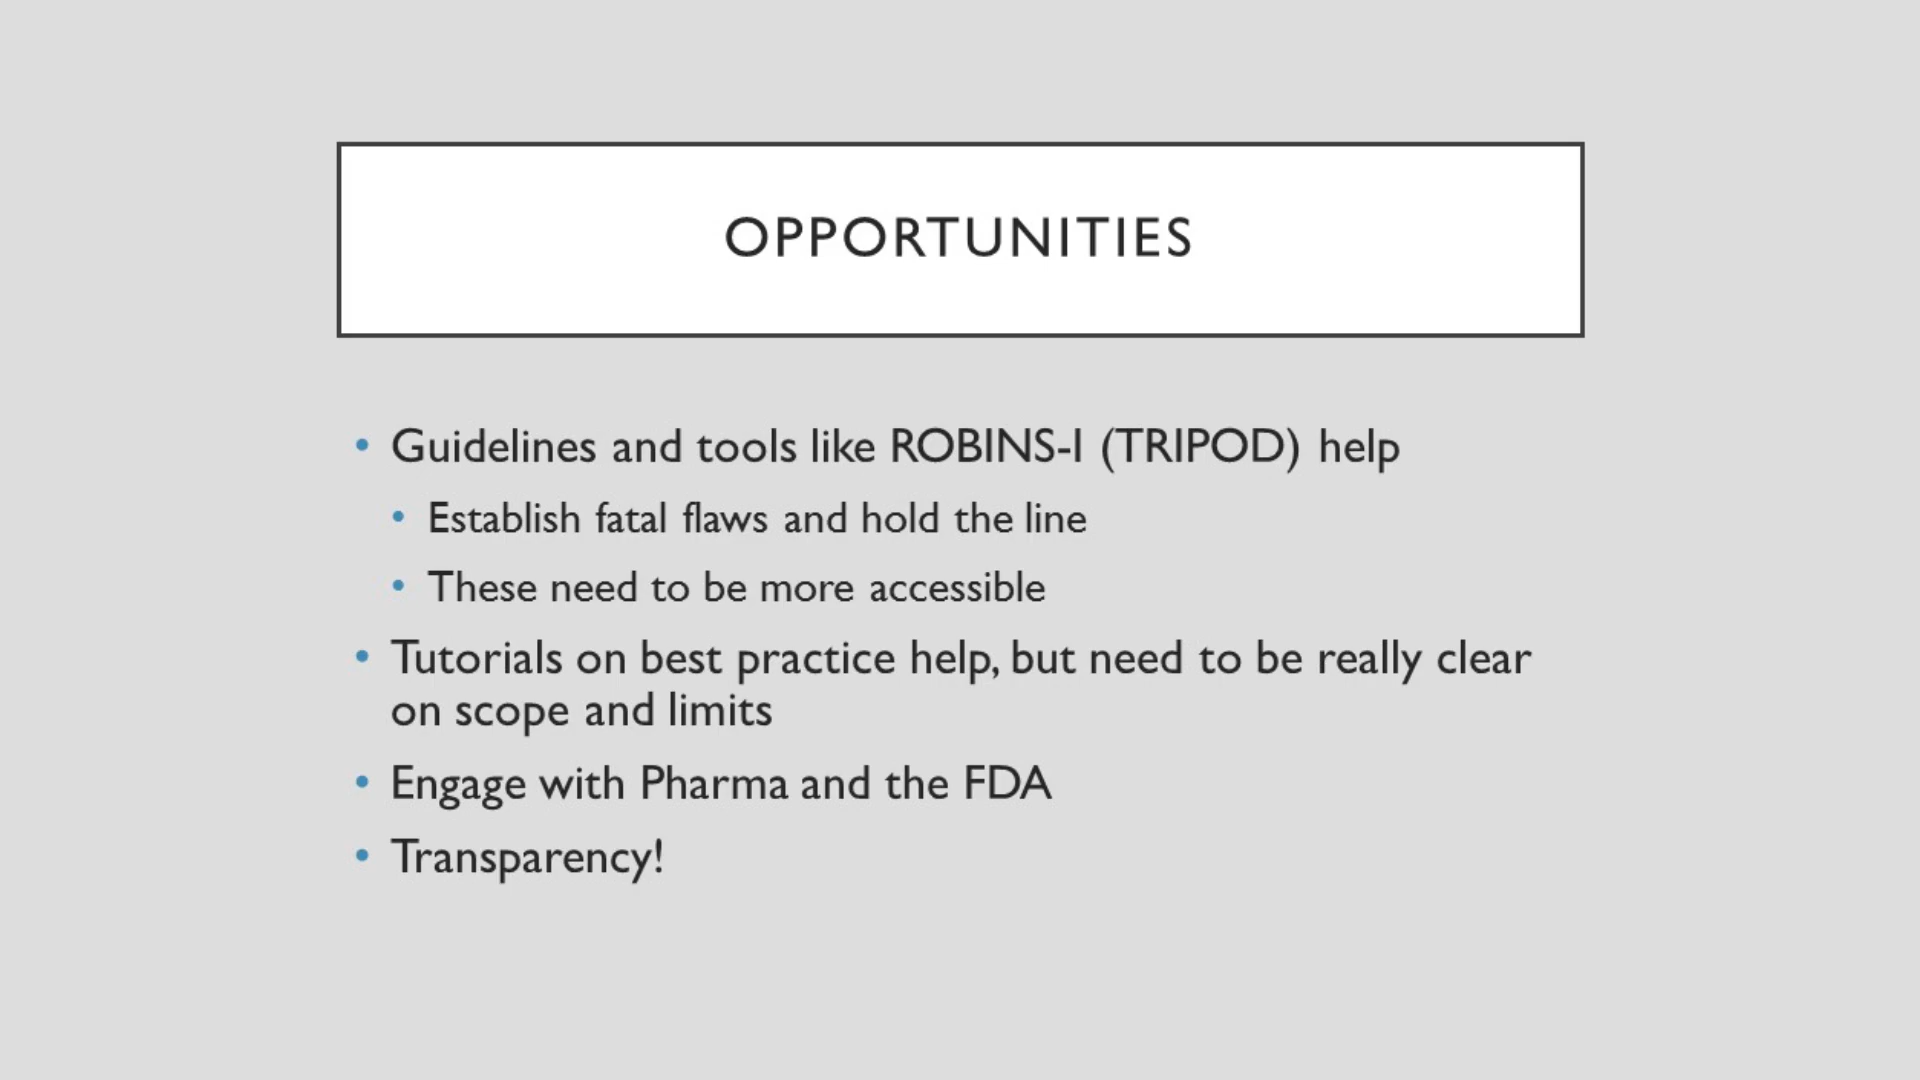 OPPORTUNITIES
• Guidelines and tools like ROBINS-I (TRIPOD) help
• Establish fatal flaws and hold the line
• These need to be more accessible
• Tutorials on best practice help, but need to be really clear
on scope and limits
• Engage with Pharma and the FDA
• Transparency!